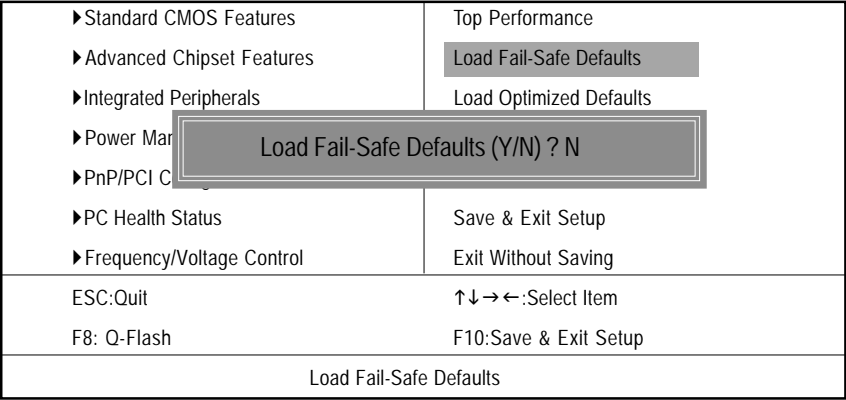 ▶Standard CMOS Features
Top Performance
▶Advanced Chipset Features
Load Fail-Safe Defaults
▶Integrated Peripherals
Load Optimized Defaults
▶Power
Load Fail-Safe Defaults (Y/N) ? N
▶PnP/PCI
▶PC Health Status
Save & Exit Setup
▶Frequency/Voltage Control
Exit Without Saving
ESC:Quit
↑↓→←:Select Item
F8: Q-Flash
F10:Save & Exit Setup
Load Fail-Safe Defaults